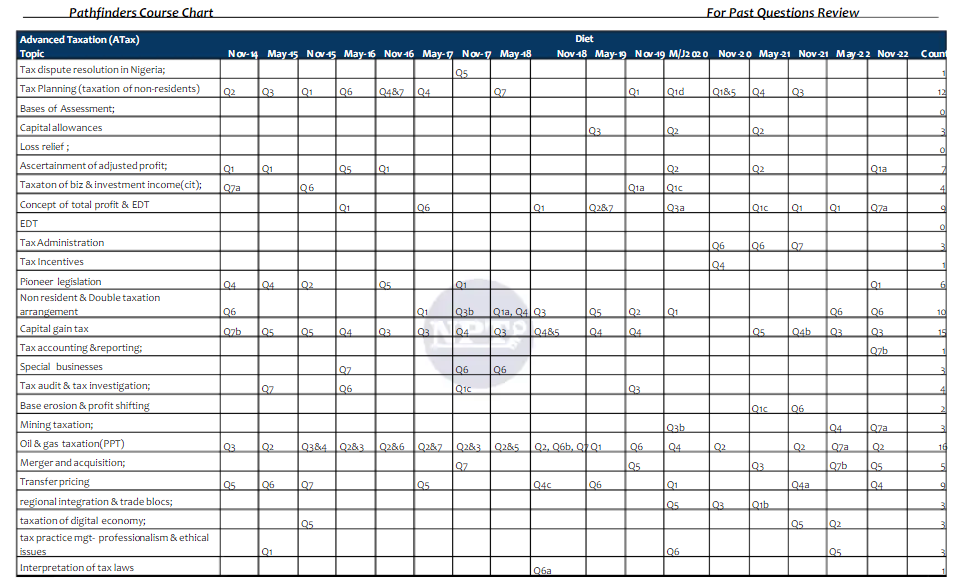 Pathfinders Course Chart For Past Questions Review
Advanced Taxation (ATax) Diet
Topic Nov-14 May-15 Nov-15 May-16 Nov-16 May-17 Nov-17 May-18 Nov-18 May-19 Nov-19 M/J2020 Nov-20 May-21 Nov-21 May-22 Nov-22 Coun
Tax dispute resolution in Nigeria; Q5 1
Tax Planning (taxation of non-residents) Q2 Q3 Q1 Q6 Q4&7 Q4 Q7 Q1 Q1d Q1&5 Q4 Q3 12
Bases of Assessment; 0
Capital allowances Q3 Q2 Q2 3
Loss relief ; 0
Ascertainment of adjusted profit; Q1 Q1 Q5 Q1 Q2 Q2 Q1a 7
Taxaton of biz & investment income(cit); Q7a Q6 Q1a Q1c 4
Concept of total profit & EDT Q1 Q6 Q1 Q2&7 Q3a Q1c Q1 Q1 Q7a 9
EDT 0
Tax Administration Q6 Q6 Q7 3
Tax Incentives Q4 1
Pioneer legislation Q4 Q4 Q2 Q5 Q1 Q1 6
Non resident & Double taxation
arrangement Q6 Q1 Q3b Q1a, Q4 Q3 Q5 Q2 Q1 Q6 Q6 10
Capital gain tax Q7b Q5 Q5 Q4 Q3 Q3 Q4 Q3 Q4&5 Q4 Q4 Q5 Q4b Q3 Q3 15
Tax accounting &reporting; Q7b 1
Special businesses Q7 Q6 Q6 3
Tax audit & tax investigation; Q7 Q6 Q1c Q3 4
Base erosion & profit shifting Q1c Q6 2
Mining taxation; Q3b Q4 Q7a 3
Oil & gas taxation(PPT) Q3 Q2 Q3&4 Q2&3 Q2&6 Q2&7 Q2&3 Q2&5 Q2, Q6b, Q7 Q1 Q6 Q4 Q2 Q2 Q7a Q2 16
Merger and acquisition; Q7 Q5 Q3 Q7b Q5 5
Transfer pricing Q5 Q6 Q7 Q5 Q4c Q6 Q1 Q4a Q4 9
regional integration & trade blocs; Q5 Q3 Q1b 3
taxation of digital economy; Q5 Q5 Q2 3
tax practice mgt- professionalism & ethical
issues Q1 Q6 Q5 3
Interpretation of tax laws Q6a 1